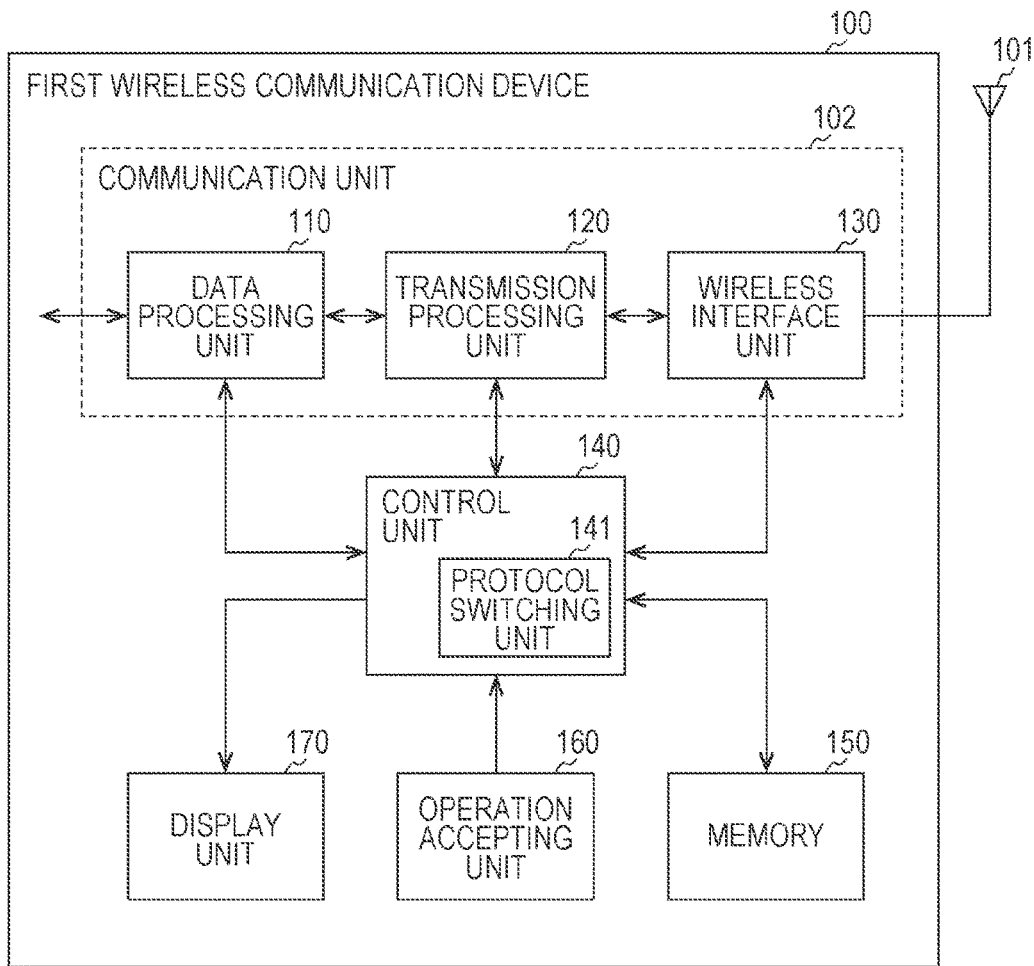 100
101
FIRST WIRELESS COMMUNICATION DEVICE
102
COMMUNICATION UNIT
110
120
130
DATA
PROCESSING
UNIT
TRANSMISSION
PROCESSING
UNIT
WIRELESS
INTERFACE
UNIT
140
CONTROL
UNIT
141
PROTOCOL
SWITCHING
UNIT
170
160
150
DISPLAY
UNIT
OPERATION
ACCEPTING
UNIT
MEMORY